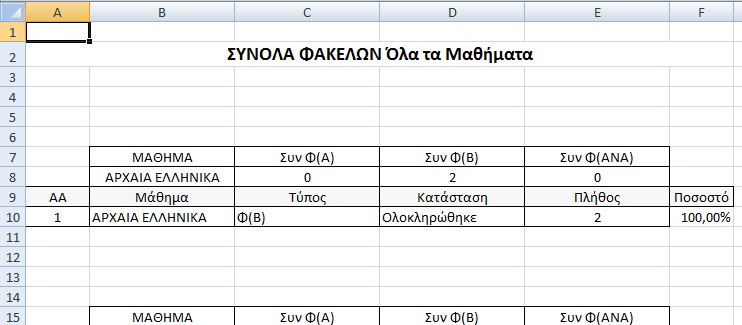 A B C D E F
1
2 ΣΥΝΟΛΑ ΦΑΚΕΛΩΝ Όλα τα Μαθήματα
3
4
5
6
7 ΜΑΘΗΜΑ Συν Φ(Α) Συν Φ(Β) Συν Φ(ΑΝΑ)
8 ΑΡΧΑΙΑ ΕΛΛΗΝΙΚΑ 0 2 0
9 ΑΑ Μάθημα Τύπος Κατάσταση Πλήθος Ποσοστό
10 1 ΑΡΧΑΙΑ ΕΛΛΗΝΙΚΑ Φ(Β) Ολοκληρώθηκε 2 100,00%
11
12
13
14
15 ΜΑΘΗΜΑ Συν Φ(Α) Συν Φ(Β) Συν Φ(ΑΝΑ)